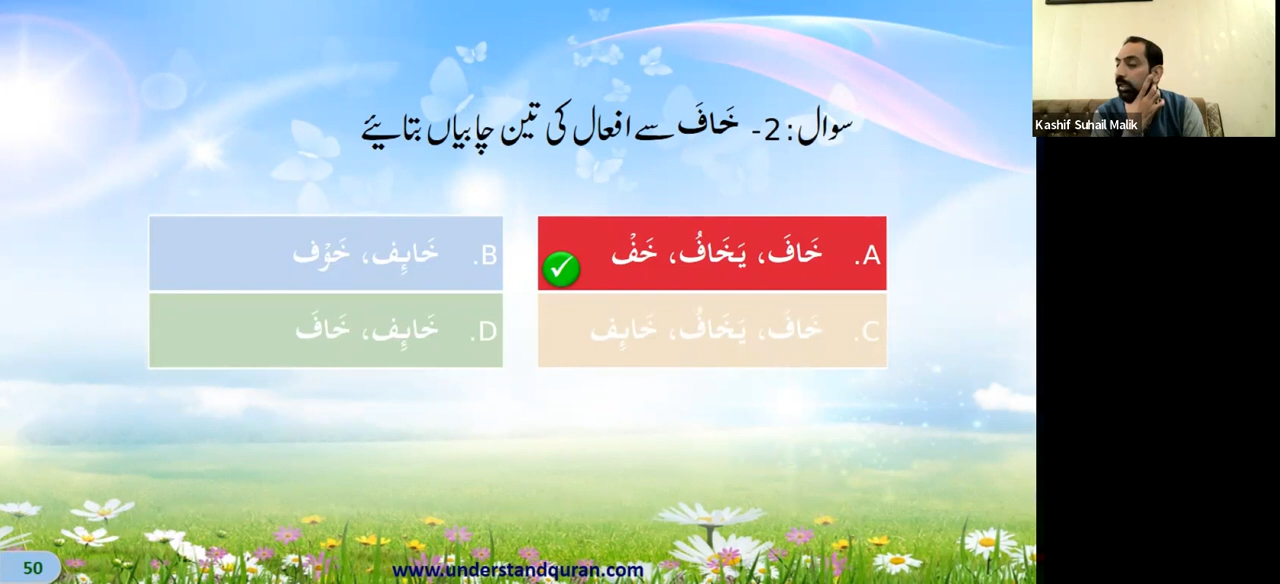 سوال :2- خَافَ سے افعال کی تین چابیاں بتائیے
A. خَافَ، يَخَافُ، خَفْ
B. خَائِف، خَوْف
C. خَافَ، يَخَافُ، خَائِف
D. خَائِف، خَافَ
Kashif Suhail Malik
50
www.understandquran.com